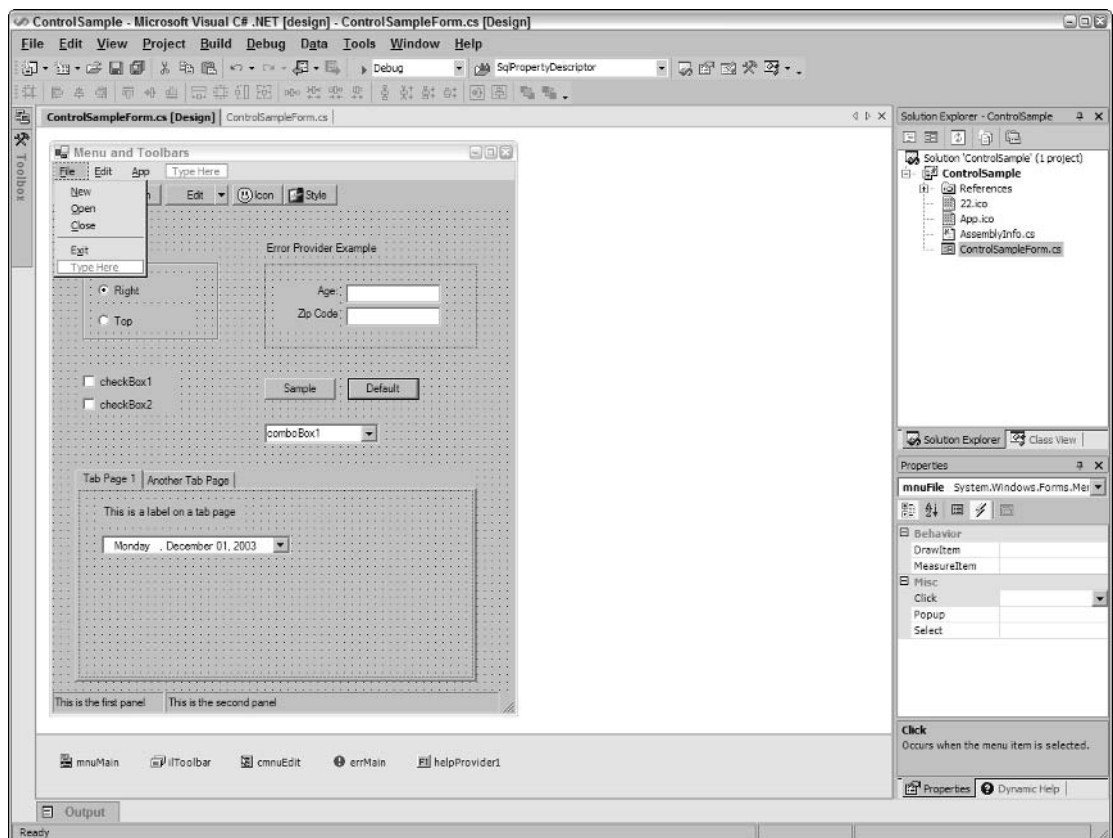 ControlSample - Microsoft Visual C# .NET [design] - ControlSampleForm.cs [Design]
File Edit View Project Build Debug Data Tools Window Help
Debug SqlPropertyDescriptor
ControlSampleForm.cs [Design] ControlSampleForm.cs
Toolbox
Menu and Toolbars
File Edit App Type Here
New
Open
Close
Exit
Type Here
Edit Icon Style
Error Provider Example
Right
Top
Age:
Zip Code:
checkBox1
checkBox2
Sample Default
comboBox1
Tab Page 1 Another Tab Page
This is a label on a tab page
Monday , December 01, 2003
This is the first panel This is the second panel
mnuMain ilToolbar cmnuEdit errMain helpProvider1
Output
Ready
Solution Explorer - ControlSample
Solution 'ControlSample' (1 project)
ControlSample
References
22.ico
App.ico
AssemblyInfo.cs
ControlSampleForm.cs
Solution Explorer Class View
Properties
mnuFile System.Windows.Forms.Mer
Behavior
DrawItem
MeasureItem
Misc
Click
Popup
Select
Click
Occurs when the menu item is selected.
Properties Dynamic Help